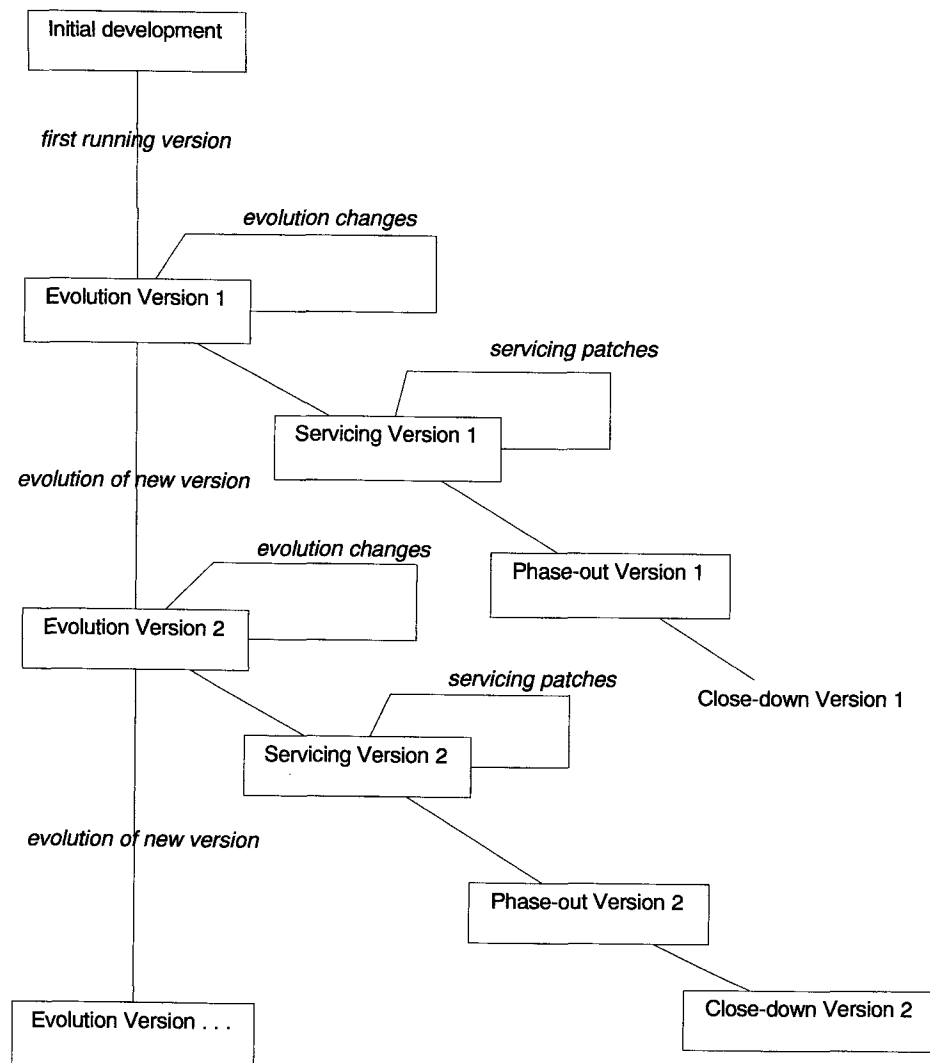 Initial development
first running version
evolution changes
Evolution Version 1
servicing patches
Servicing Version 1
evolution of new version
evolution changes
Phase-out Version 1
Evolution Version 2
servicing patches
Close-down Version 1
Servicing Version 2
evolution of new version
Phase-out Version 2
Close-down Version 2
Evolution Version . . .